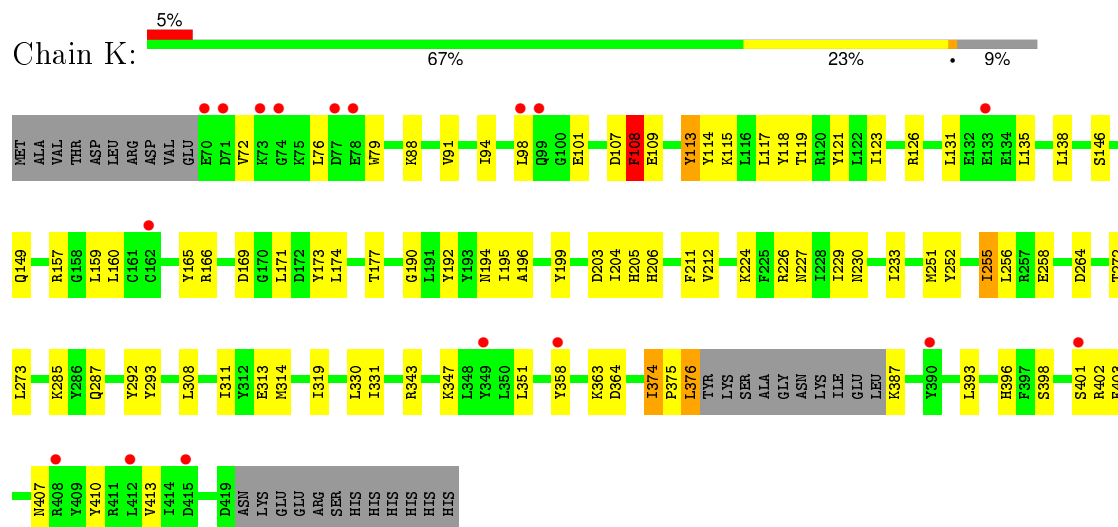 5%
Chain K:
67% 23% • 9%
MET ALA VAL THR ASP LEU ARG ASP VAL GLU E70 D71 V72 K73 G74 K75 L76 D77 E78 W79 K88 Y91 I94 L98 Q99 G100 E101 D107 F108 E109 Y113 Y114 K115 L116 L117 Y118 T119 R120 Y121 L122 I123 R126 L131 E132 E133 E134 L135 L138 S146
Q149 R157 G158 L159 L160 C161 C162 Y165 R166 D169 G170 L171 D172 Y173 L174 T177 G190 L191 Y192 Y193 N194 I195 A196 Y199 D203 I204 H205 H206 F211 V212 K224 F225 R226 N227 I228 I229 N230 I233 M251 Y252 I255 L256 R257 E258 D264 T272
L273 K285 Y286 Q287 Y292 Y293 L308 I311 Y312 E313 M314 I319 L330 I331 R343 K347 L348 Y349 L350 L351 Y358 K363 D364 I374 P375 L376 TYR LYS SER ALA GLY ASN LYS ILE GLU LEU K387 Y390 L393 H396 F397 S398 S401 R402
N407 R408 Y409 Y410 R411 L412 V413 I414 D415 D419 ASN LYS GLU GLU ARG SER HIS HIS HIS HIS HIS HIS